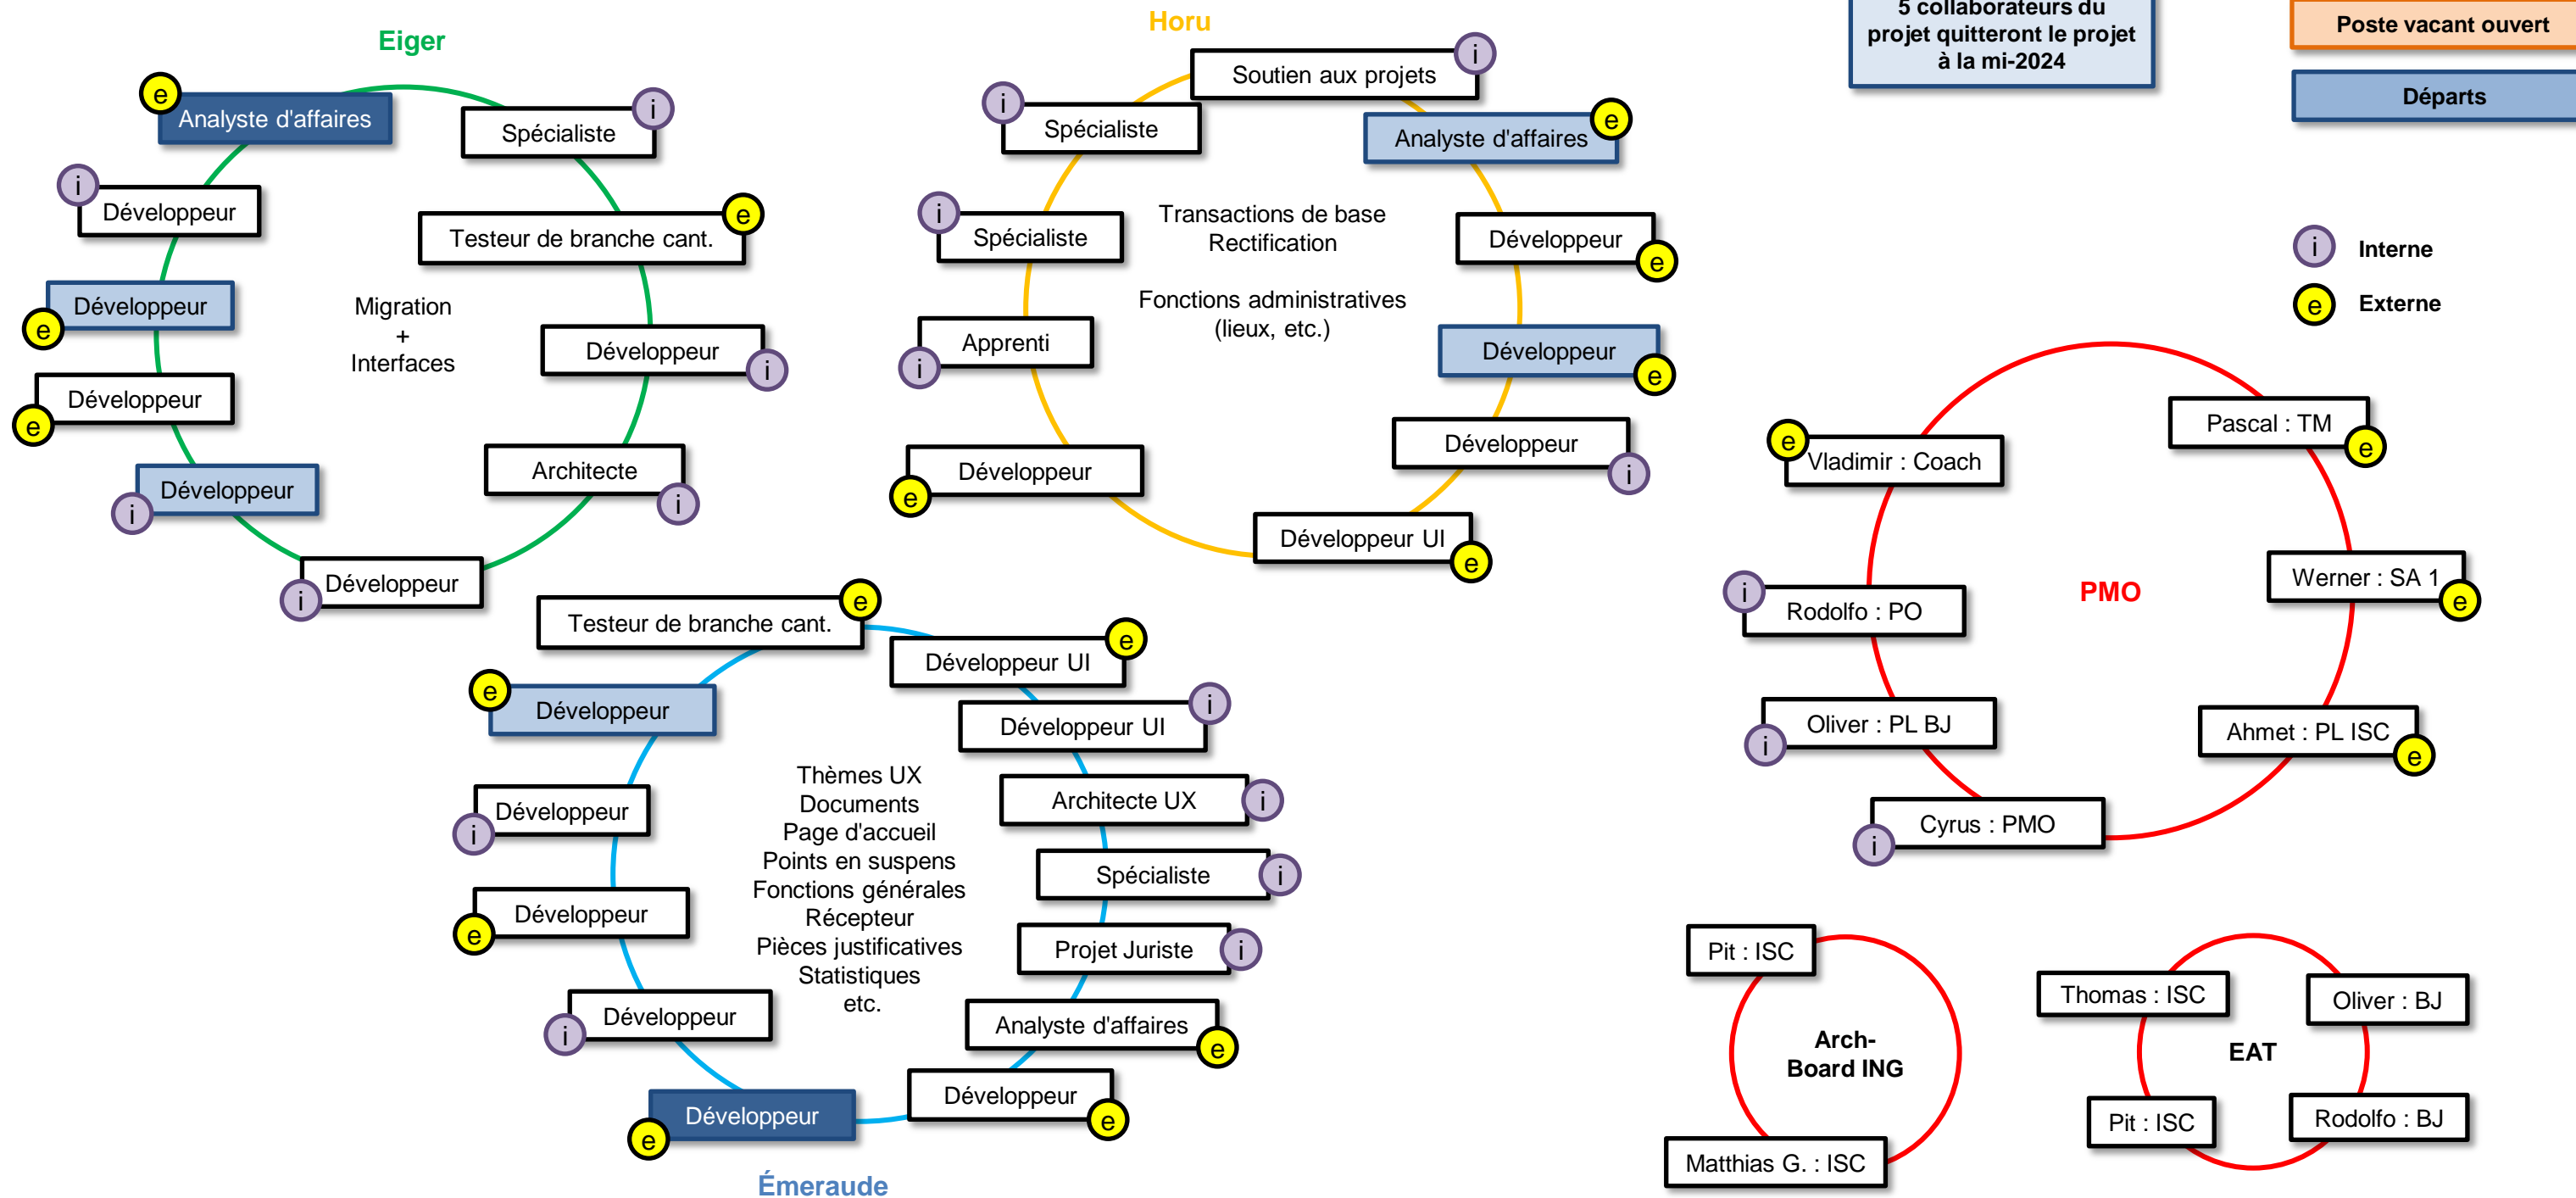 Eiger
e
Analyste d'affaires
i
Spécialiste
i
Développeur
e
Testeur de branche cant.
Développeur
e
Migration
+
Interfaces
Développeur
i
Développeur
e
Développeur
i
Architecte
i
Développeur
i
Horu
Soutien aux projets
i
i
Spécialiste
e
Analyste d'affaires
i
Spécialiste
Transactions de base
Rectification
Fonctions administratives
(lieux, etc.)
Développeur
e
Apprenti
i
Développeur
e
Développeur
i
Développeur
e
Développeur UI
e
Testeur de branche cant.
e
Développeur UI
e
e
Développeur
Développeur UI
i
Développeur
i
Thèmes UX
Documents
Page d'accueil
Points en suspens
Fonctions générales
Récepteur
Pièces justificatives
Statistiques
etc.
Architecte UX
i
Spécialiste
i
Développeur
e
Projet Juriste
i
Développeur
i
Analyste d'affaires
e
Développeur
e
Développeur
e
Émeraude
5 collaborateurs du
projet quitteront le projet
à la mi-2024
Poste vacant ouvert
Départs
i
Interne
e
Externe
e
Vladimir : Coach
Pascal : TM
e
PMO
Werner : SA 1
e
i
Rodolfo : PO
Oliver : PL BJ
i
Ahmet : PL ISC
e
Cyrus : PMO
i
Pit : ISC
Arch-
Board ING
Matthias G. : ISC
Thomas : ISC
Oliver : BJ
EAT
Pit : ISC
Rodolfo : BJ